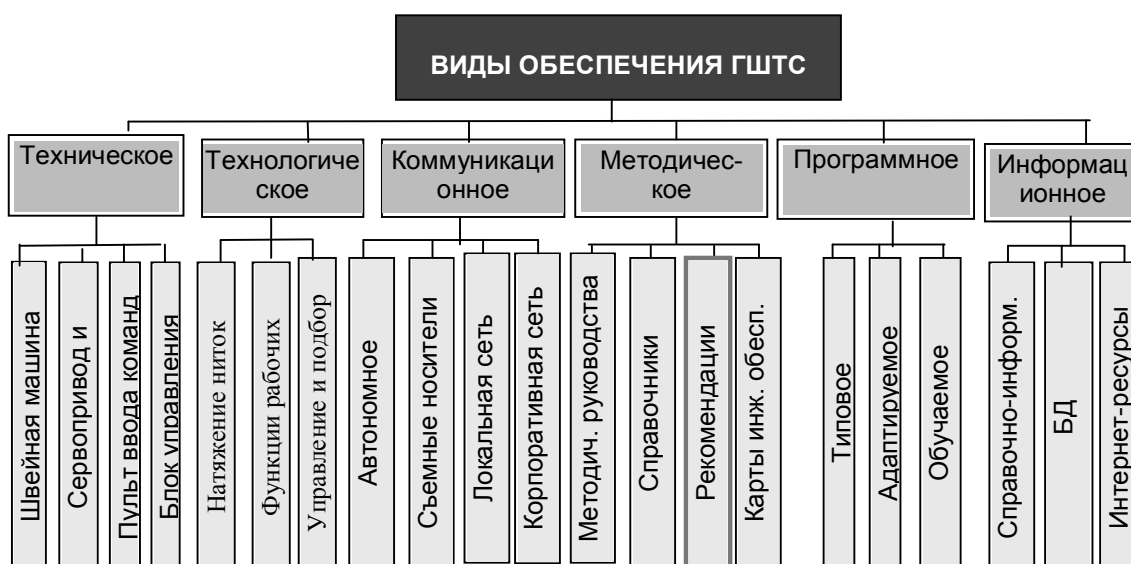 ВИДЫ ОБЕСПЕЧЕНИЯ ГШТС
Техническое
Технологиче
ское
Коммуникаци
онное
Методичес-
кое
Программное
Информац
ионное
Швейная машина
Сервопривод и
Пульт ввода команд
Блок управления
Натяжение ниток
Функции рабочих
Управление и подбор
Автономное
Съемные носители
Локальная сеть
Корпоративная сеть
Методич. руководства
Справочники
Рекомендации
Карты инж. обесп.
Типовое
Адаптируемое
Обучаемое
Справочно-информ.
БД
Интернет-ресурсы